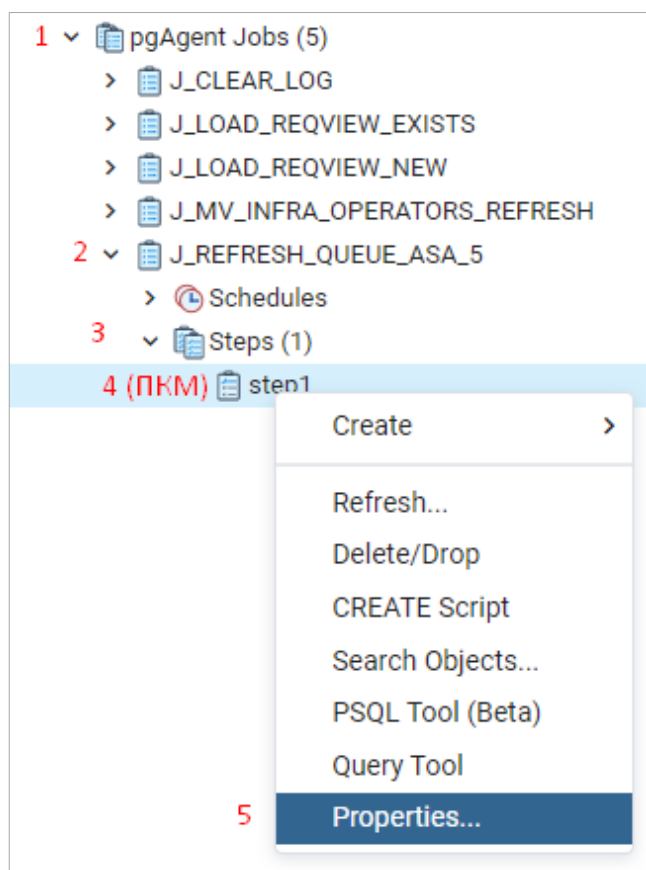 1 pgAgent Jobs (5)
J_CLEAR_LOG
J_LOAD_REQVIEW_EXISTS
J_LOAD_REQVIEW_NEW
J_MV_INFRA_OPERATORS_REFRESH
2 J_REFRESH_QUEUE_ASA_5
Schedules
3 Steps (1)
4 (ПКМ) step1
Create
Refresh...
Delete/Drop
CREATE Script
Search Objects...
PSQL Tool (Beta)
Query Tool
5 Properties...